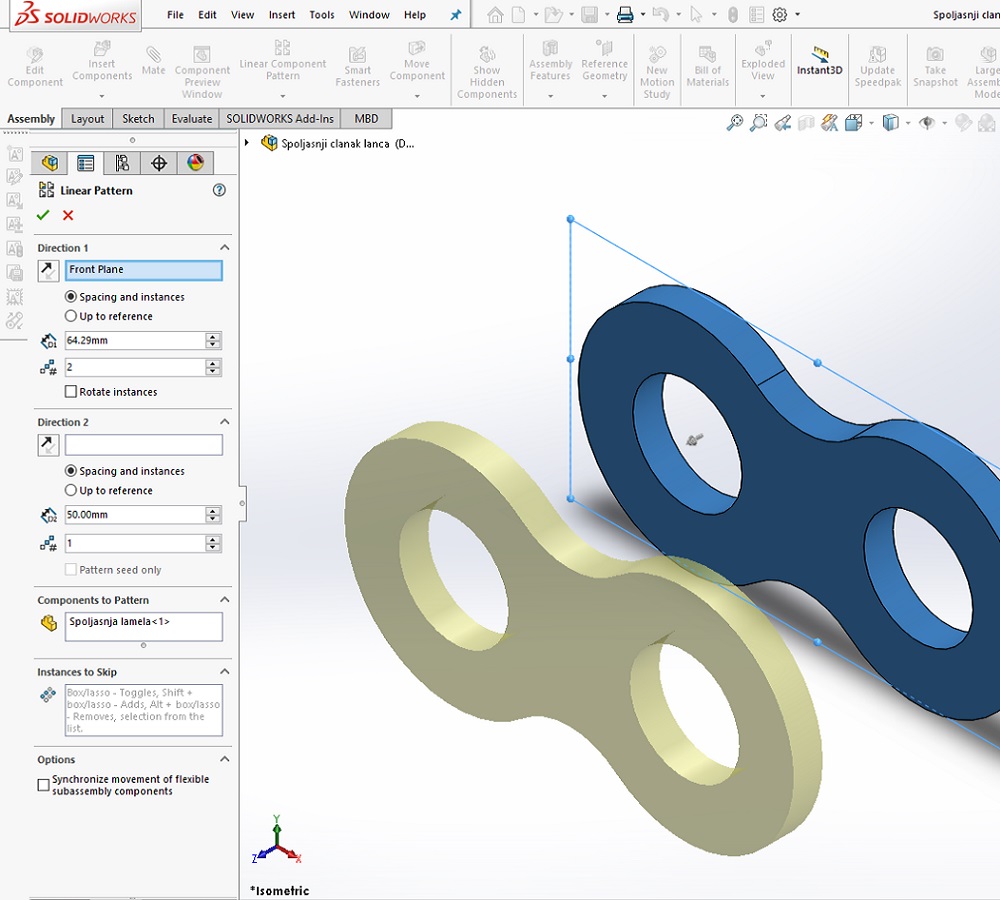 SOLIDWORKS
File Edit View Insert Tools Window Help
Spoljasnji clan
Edit Component
Insert Components
Mate
Component Preview Window
Linear Component Pattern
Smart Fasteners
Move Component
Show Hidden Components
Assembly Features
Reference Geometry
New Motion Study
Bill of Materials
Exploded View
Instant3D
Update Speedpak
Take Snapshot
Large Assemb Mode
Assembly Layout Sketch Evaluate SOLIDWORKS Add-Ins MBD
Spoljasnji clanak lanca (D...
Linear Pattern
Direction 1
Front Plane
Spacing and instances
Up to reference
D1
64.29mm
#
2
Rotate instances
Direction 2
Spacing and instances
Up to reference
D2
50.00mm
#
1
Pattern seed only
Components to Pattern
Spoljasnja lamela<1>
Instances to Skip
Box/lasso - Toggles, Shift +
box/lasso - Adds, Alt + box/lasso
- Removes, selection from the
list.
Options
Synchronize movement of flexible
subassembly components
Y
Z
X
*Isometric